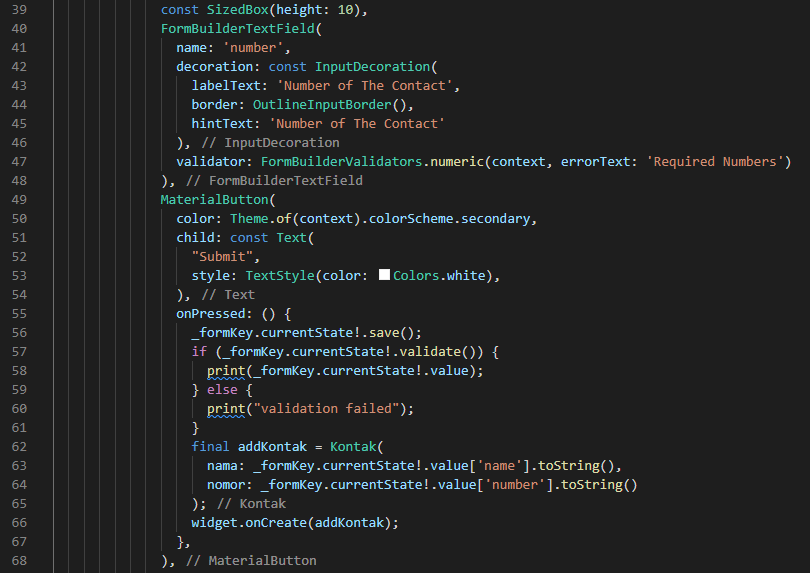 39 const SizedBox(height: 10),
40 FormBuilderTextField(
41 name: 'number',
42 decoration: const InputDecoration(
43 labelText: 'Number of The Contact',
44 border: OutlineInputBorder(),
45 hintText: 'Number of The Contact'
46 ), // InputDecoration
47 validator: FormBuilderValidators.numeric(context, errorText: 'Required Numbers')
48 ), // FormBuilderTextField
49 MaterialButton(
50 color: Theme.of(context).colorScheme.secondary,
51 child: const Text(
52 "Submit",
53 style: TextStyle(color: Colors.white),
54 ), // Text
55 onPressed: () {
56 _formKey.currentState!.save();
57 if (_formKey.currentState!.validate()) {
58 print(_formKey.currentState!.value);
59 } else {
60 print("validation failed");
61 }
62 final addKontak = Kontak(
63 nama: _formKey.currentState!.value['name'].toString(),
64 nomor: _formKey.currentState!.value['number'].toString()
65 ); // Kontak
66 widget.onCreate(addKontak);
67 },
68 ), // MaterialButton